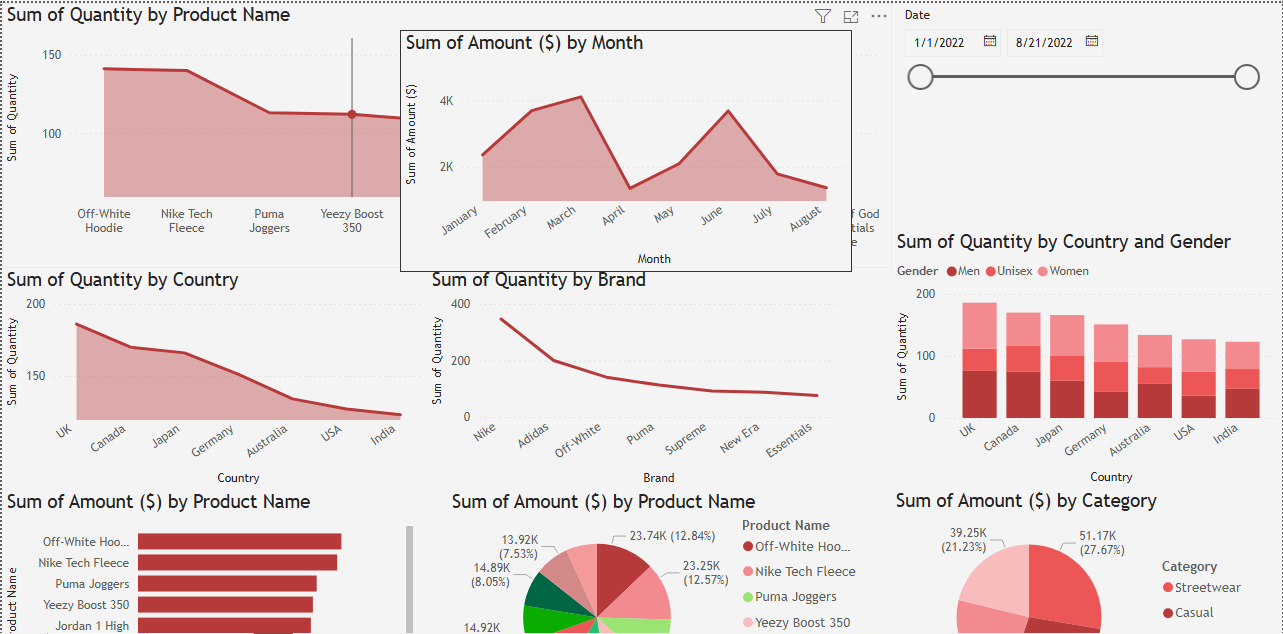 Sum of Quantity by Product Name
Sum of Quantity
150
100
Off-White Hoodie
Nike Tech Fleece
Puma Joggers
Yeezy Boost 350
f God
tials
e
Sum of Amount ($) by Month
Sum of Amount ($)
4K
2K
January
February
March
April
May
June
July
August
Month
Date
1/1/2022
8/21/2022
Sum of Quantity by Country
Sum of Quantity
200
150
UK
Canada
Japan
Germany
Australia
USA
India
Country
Sum of Quantity by Brand
Sum of Quantity
400
200
0
Nike
Adidas
Off-White
Puma
Supreme
New Era
Essentials
Brand
Sum of Quantity by Country and Gender
Gender Men Unisex Women
Sum of Quantity
200
100
0
UK
Canada
Japan
Germany
Australia
USA
India
Country
Sum of Amount ($) by Product Name
roduct Name
Off-White Hoo...
Nike Tech Fleece
Puma Joggers
Yeezy Boost 350
Jordan 1 High
Sum of Amount ($) by Product Name
13.92K
(7.53%)
14.89K
(8.05%)
14.92K
23.74K (12.84%)
23.25K
(12.57%)
Product Name
Off-White Hoo...
Nike Tech Fleece
Puma Joggers
Yeezy Boost 350
Sum of Amount ($) by Category
39.25K
(21.23%)
51.17K
(27.67%)
Category
Streetwear
Casual